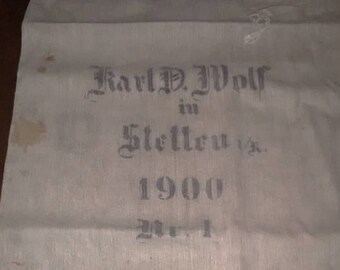 Karl D. Wolf
in
Stetten i/R.
1900
Nr. 1